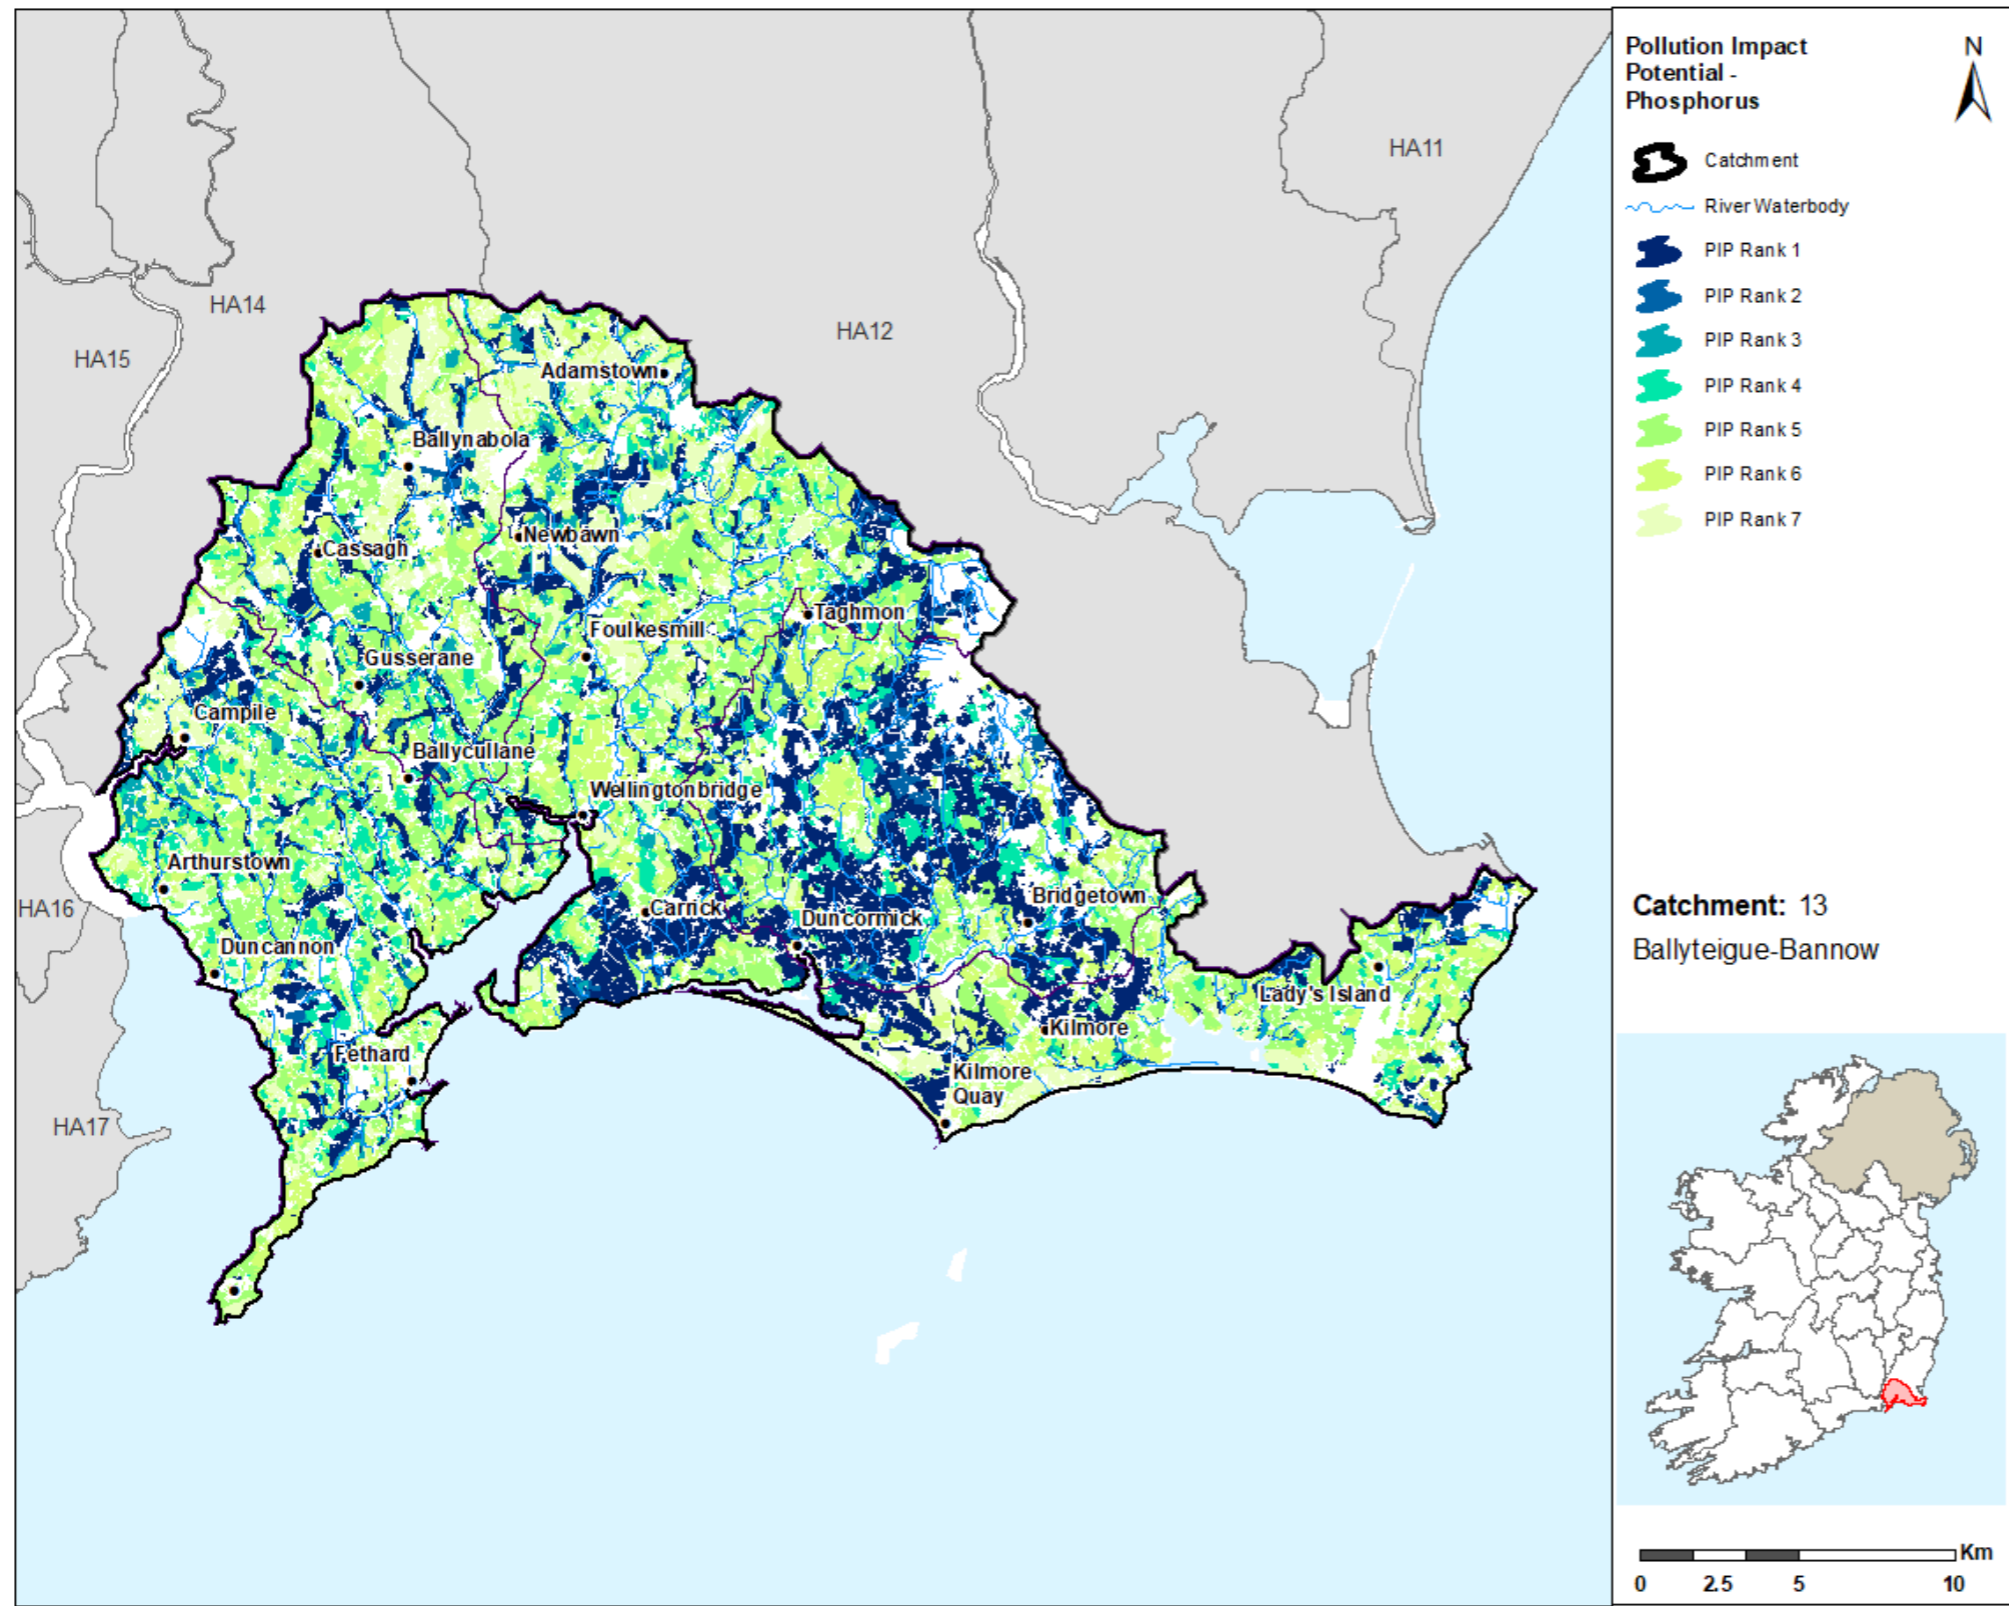 HA11
HA14
HA12
HA15
Adamstown
Ballynabola
Newbawn
Cassagh
Taghmon
Foulkesmill
Gusserane
Campile
Ballycullane
Wellingtonbridge
Arthurstown
HA16
Carrick
Bridgetown
Duncormick
Duncannon
Lady's Island
Kilmore
Fethard
Kilmore
Quay
HA17
Pollution Impact
Potential -
Phosphorus
N
Catchment
River Waterbody
PIP Rank 1
PIP Rank 2
PIP Rank 3
PIP Rank 4
PIP Rank 5
PIP Rank 6
PIP Rank 7
Catchment: 13
Ballyteigue-Bannow
Km
0 2.5 5 10